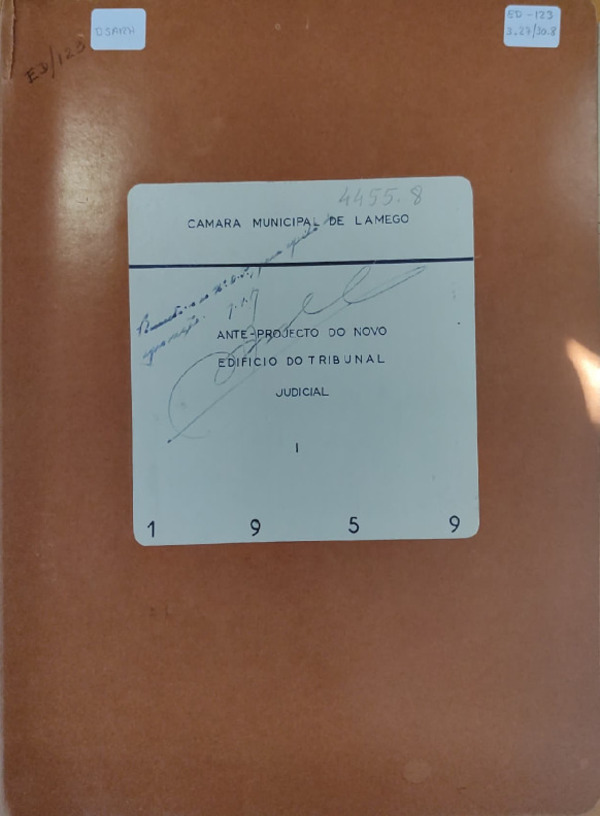 ED/123
DSARH
ED-123
3.27/30.8
4455.8
CAMARA MUNICIPAL DE LAMEGO
ANTE-PROJECTO DO NOVO
EDIFICIO DO TRIBUNAL
JUDICIAL
I
1 9 5 9